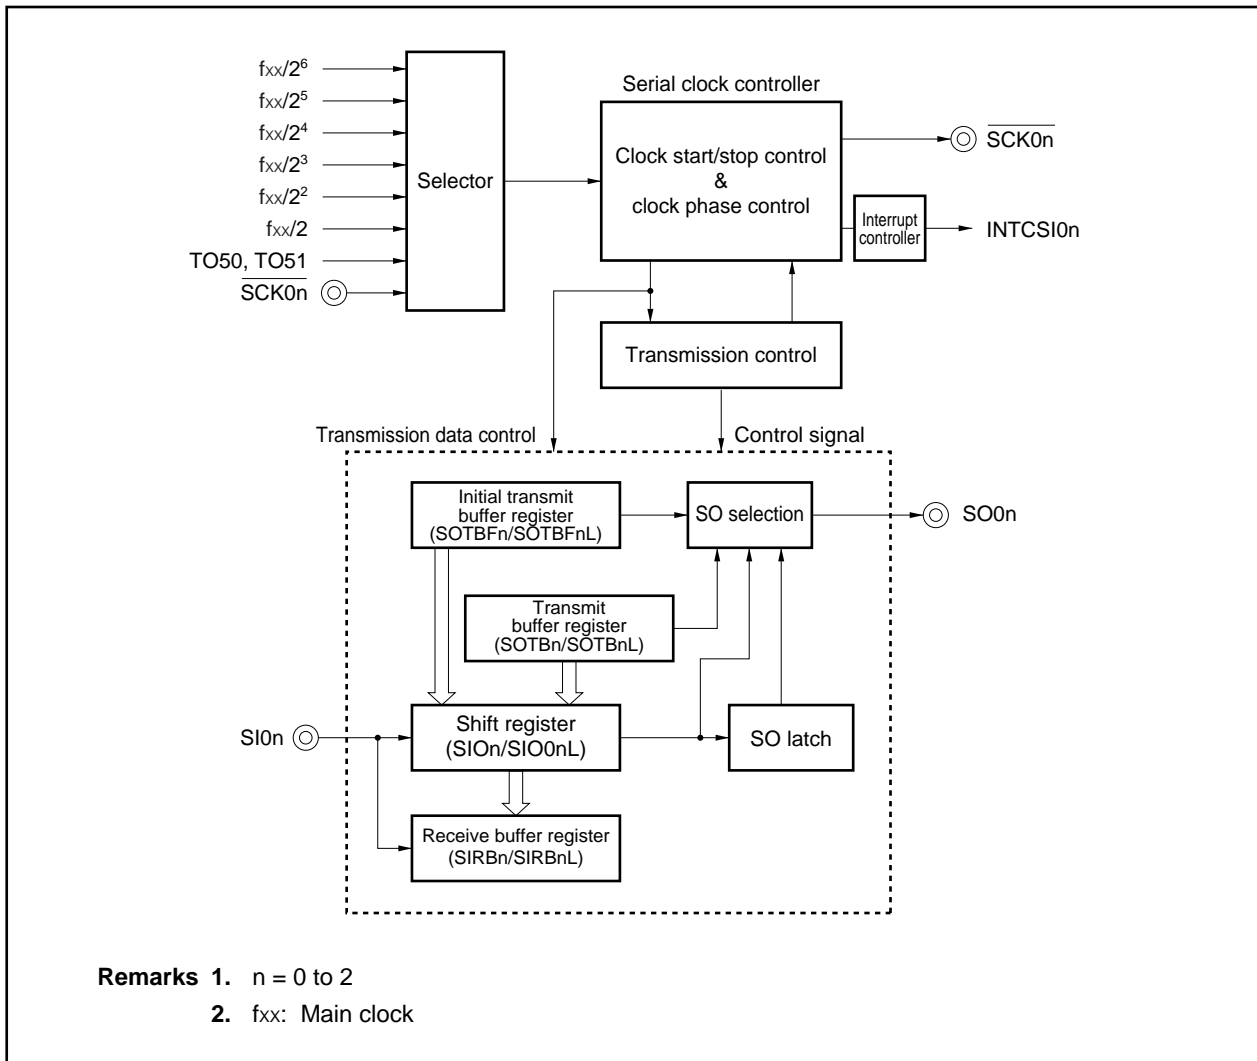 fxx/2⁶
fxx/2⁵
fxx/2⁴
fxx/2³
fxx/2²
fxx/2
TO50, TO51
SCK0n
Selector
Serial clock controller
Clock start/stop control
&
clock phase control
SCK0n
Interrupt
controller
INTCSI0n
Transmission control
Transmission data control
Control signal
Initial transmit
buffer register
(SOTBFn/SOTBFnL)
SO selection
SO0n
Transmit
buffer register
(SOTBn/SOTBnL)
SI0n
Shift register
(SIOn/SIO0nL)
SO latch
Receive buffer register
(SIRBn/SIRBnL)
Remarks 1. n = 0 to 2
2. fxx: Main clock